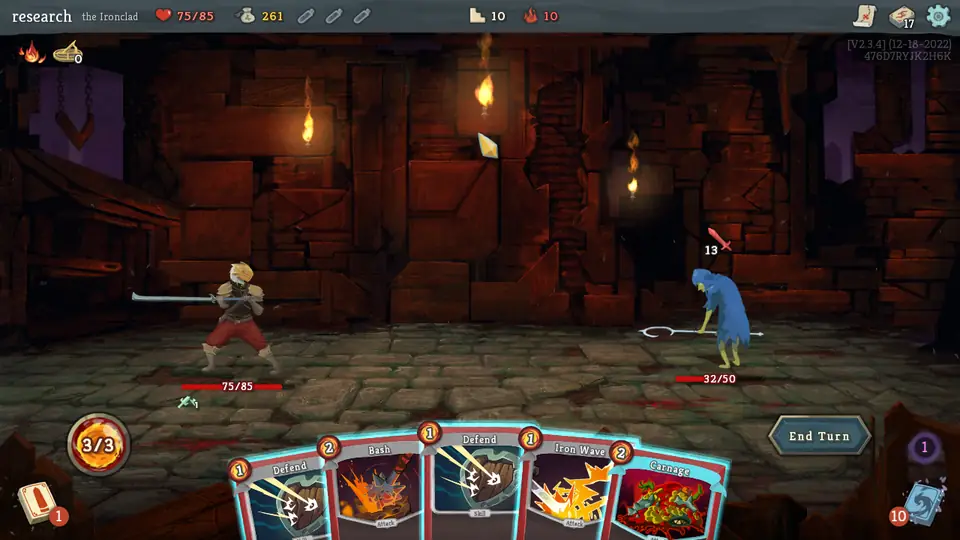 research the Ironclad 75/85 261 10 10 17
0
[V2.3.4] (12-18-2022)
476D7RYJK2H6K
13
75/85 32/50
1
3/3
End Turn
1
1 Defend
Attack
2 Bash
Attack
1 Defend
Skill
1 Iron Wave
Attack
2 Carnage
1
10